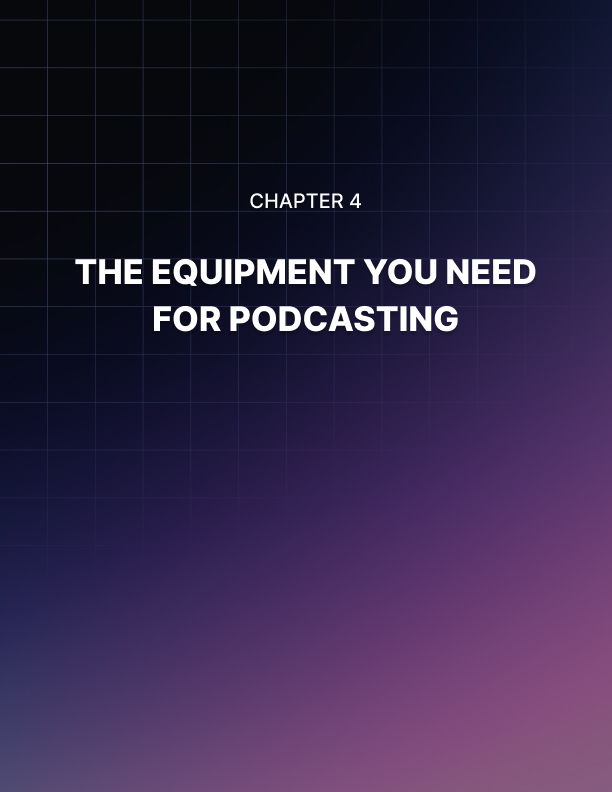 CHAPTER 4
THE EQUIPMENT YOU NEED
FOR PODCASTING